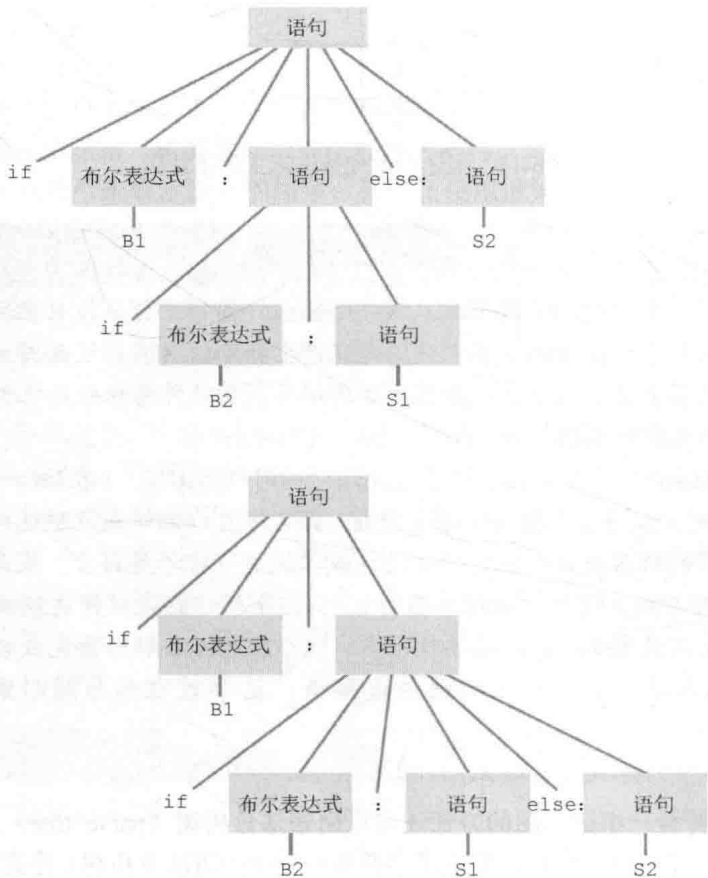 语句
if 布尔表达式 : 语句 else: 语句
B1 S2
if 布尔表达式 : 语句
B2 S1
语句
if 布尔表达式 : 语句
B1
if 布尔表达式 : 语句 else: 语句
B2 S1 S2